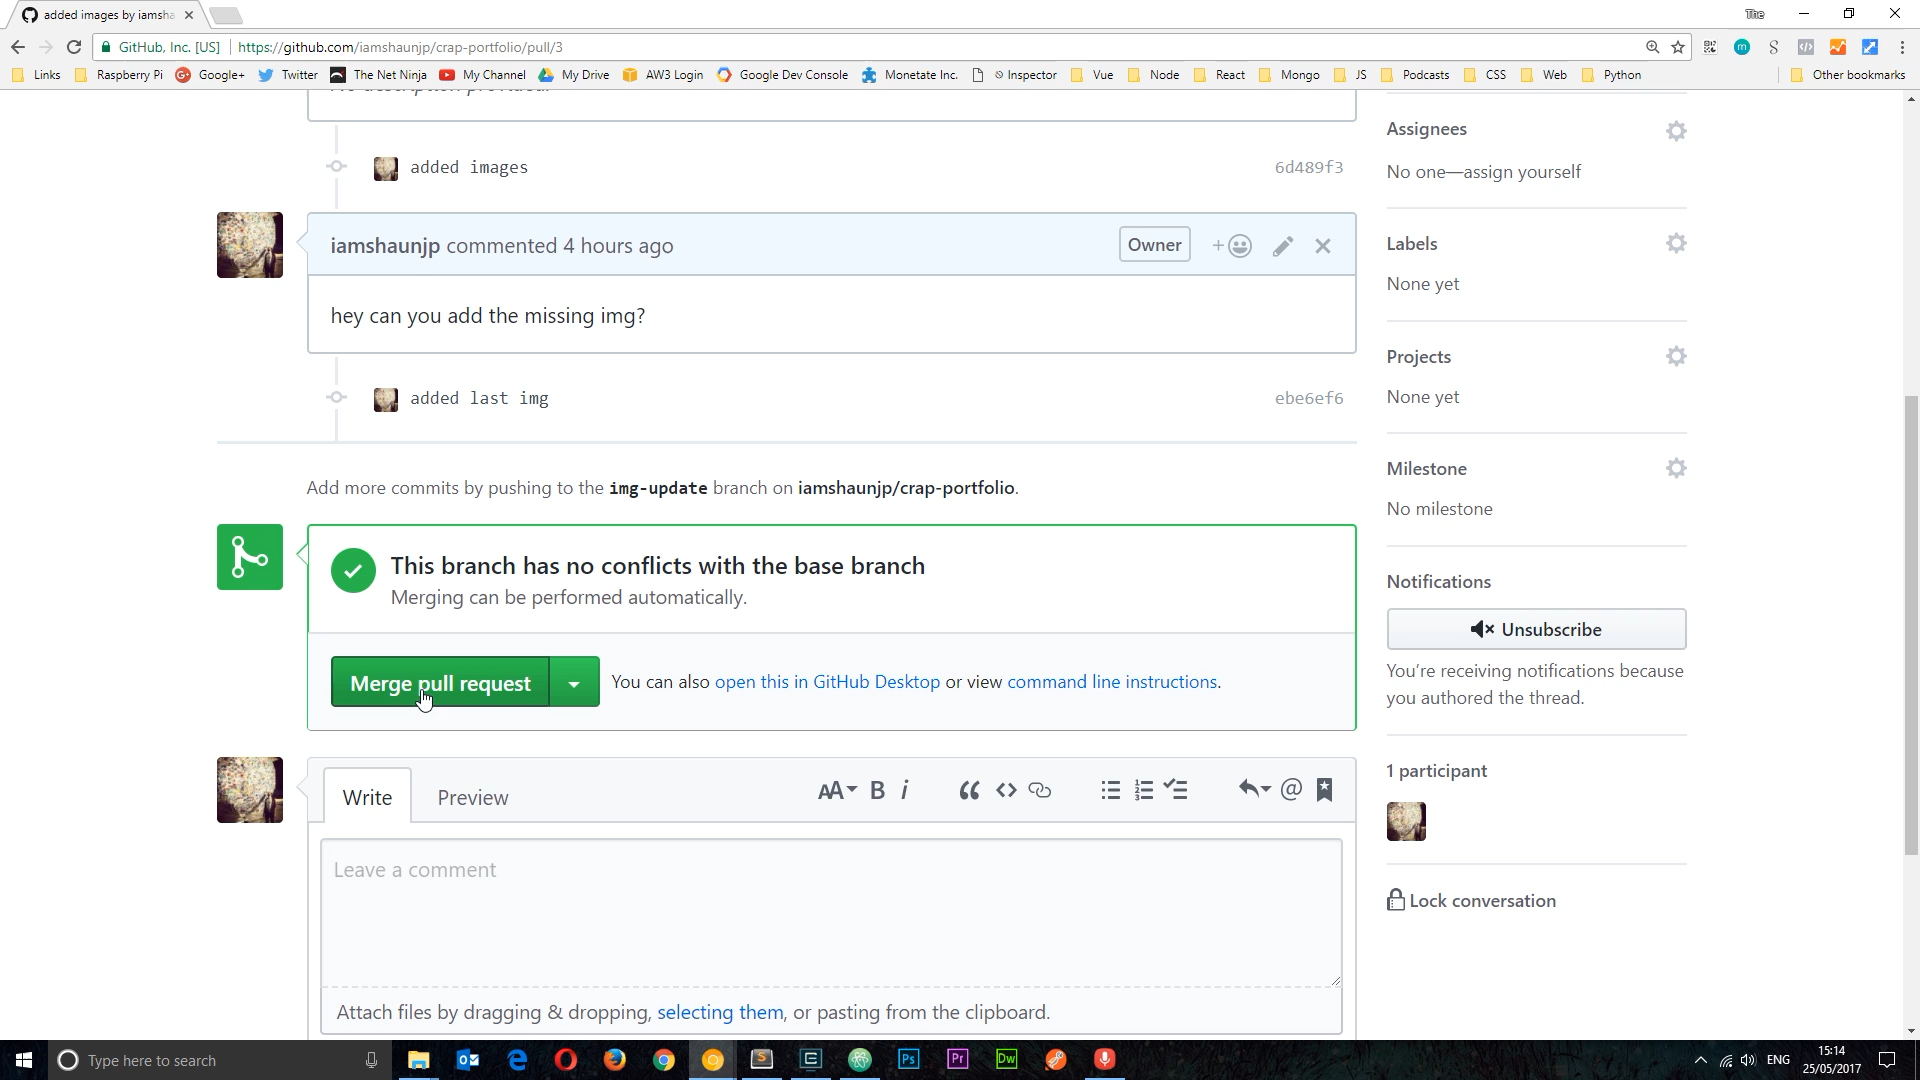 added images by iamsha
The
GitHub, Inc. [US] https://github.com/iamshaunjp/crap-portfolio/pull/3
Links Raspberry Pi Google+ Twitter The Net Ninja My Channel My Drive AW3 Login Google Dev Console Monetate Inc. Inspector Vue Node React Mongo JS Podcasts CSS Web Python Other bookmarks
added images 6d489f3
iamshaunjp commented 4 hours ago Owner
hey can you add the missing img?
added last img ebe6ef6
Add more commits by pushing to the img-update branch on iamshaunjp/crap-portfolio.
This branch has no conflicts with the base branch
Merging can be performed automatically.
Merge pull request You can also open this in GitHub Desktop or view command line instructions.
Write Preview AA B i
Leave a comment
Attach files by dragging & dropping, selecting them, or pasting from the clipboard.
Assignees
No one—assign yourself
Labels
None yet
Projects
None yet
Milestone
No milestone
Notifications
Unsubscribe
You're receiving notifications because
you authored the thread.
1 participant
Lock conversation
Type here to search
Ps Pr Dw
ENG
15:14
25/05/2017